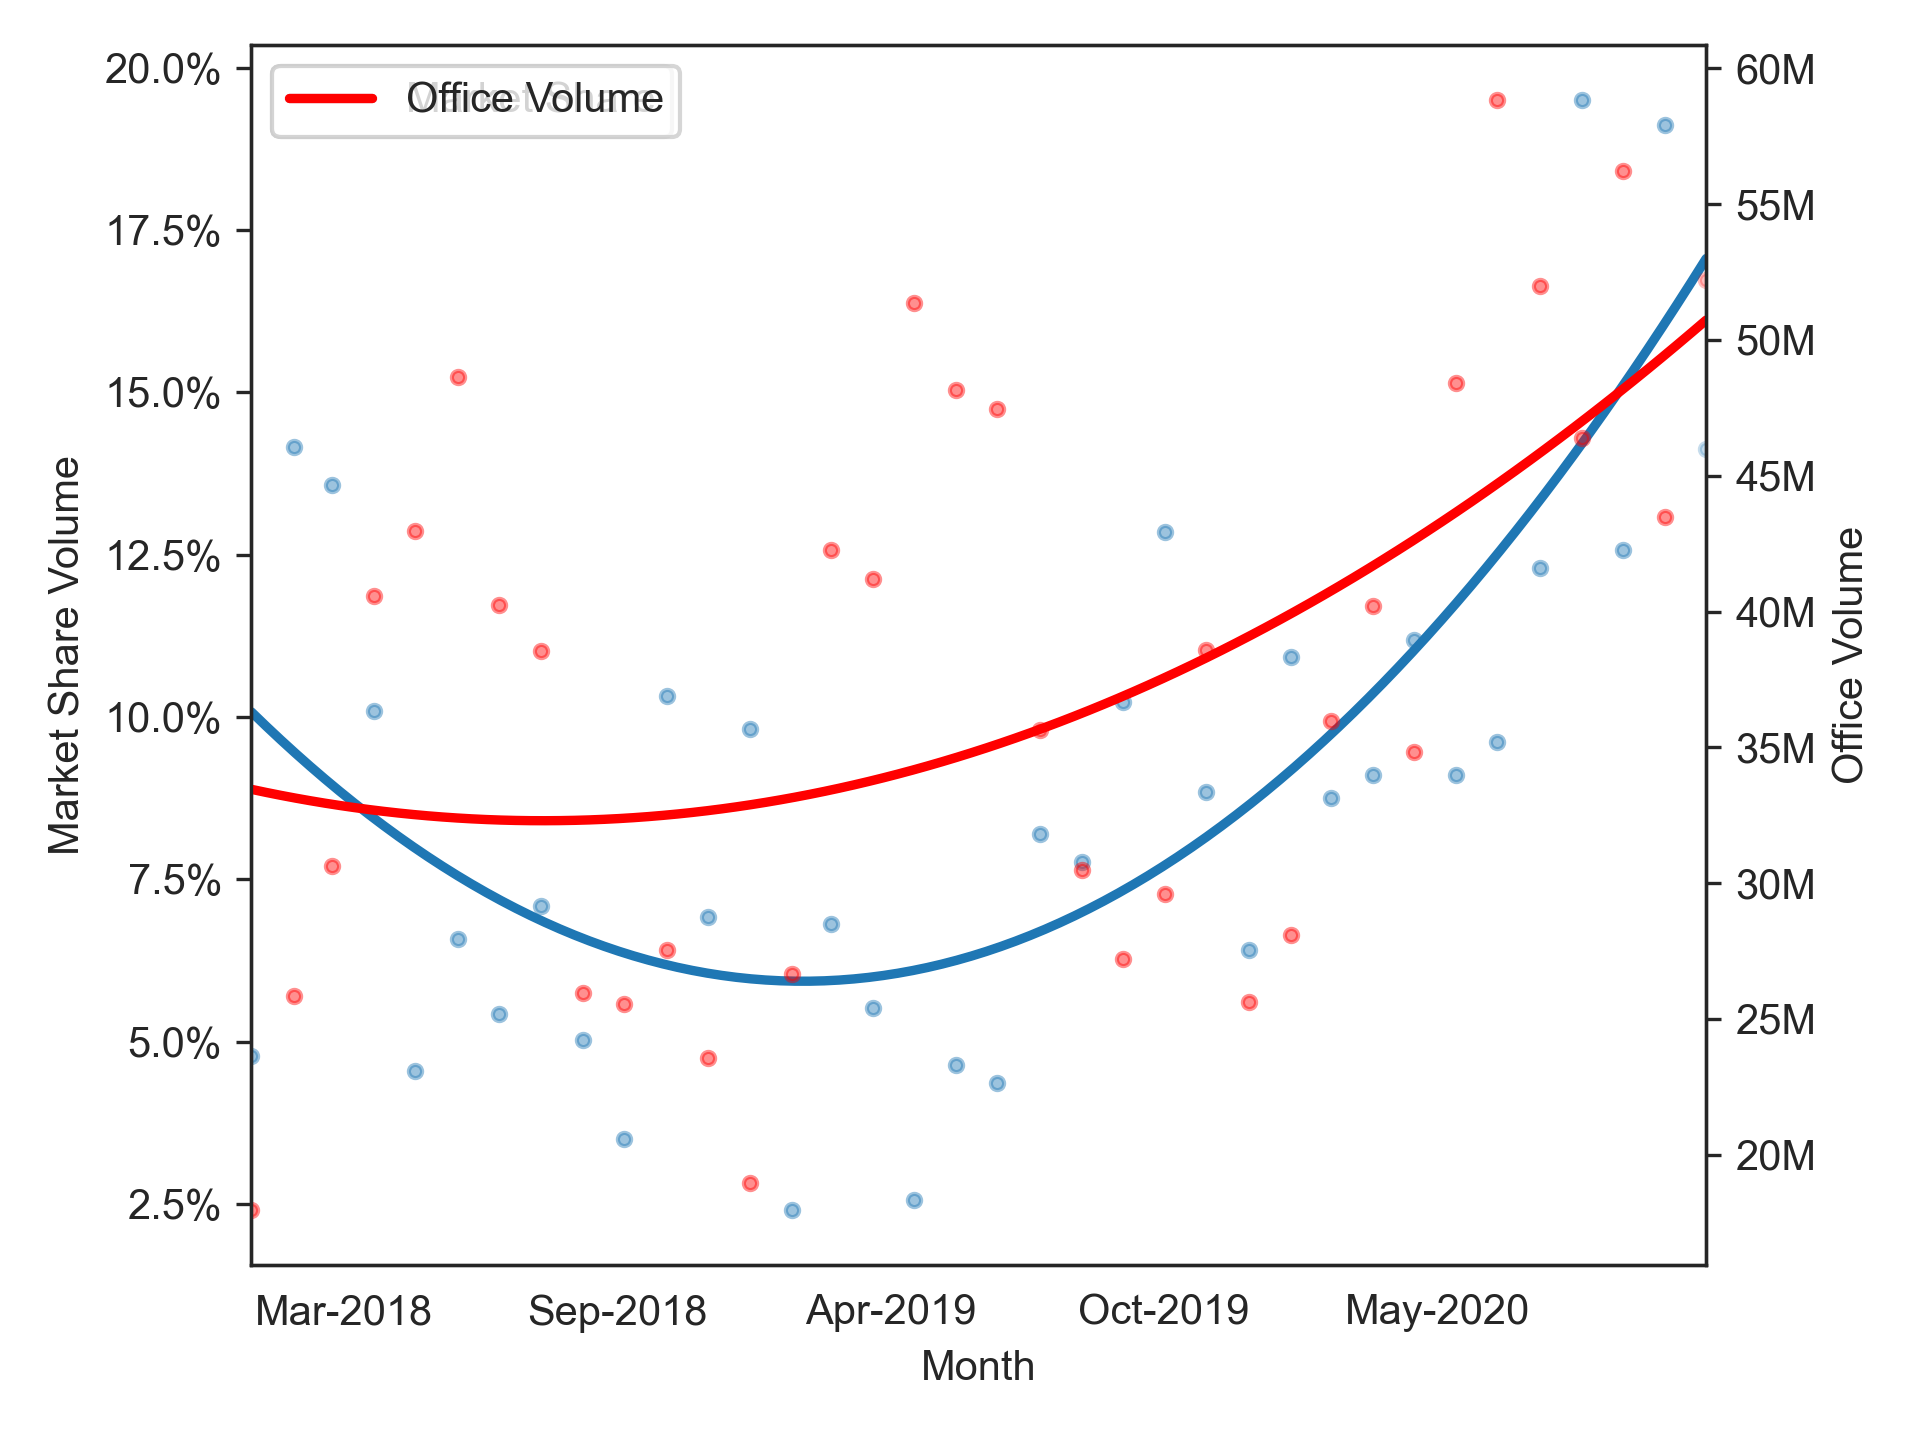 20.0%
17.5%
15.0%
12.5%
10.0%
7.5%
5.0%
2.5%
Market Share Volume
Market Share
Office Volume
60M
55M
50M
45M
40M
35M
30M
25M
20M
Office Volume
Mar-2018 Sep-2018 Apr-2019 Oct-2019 May-2020
Month